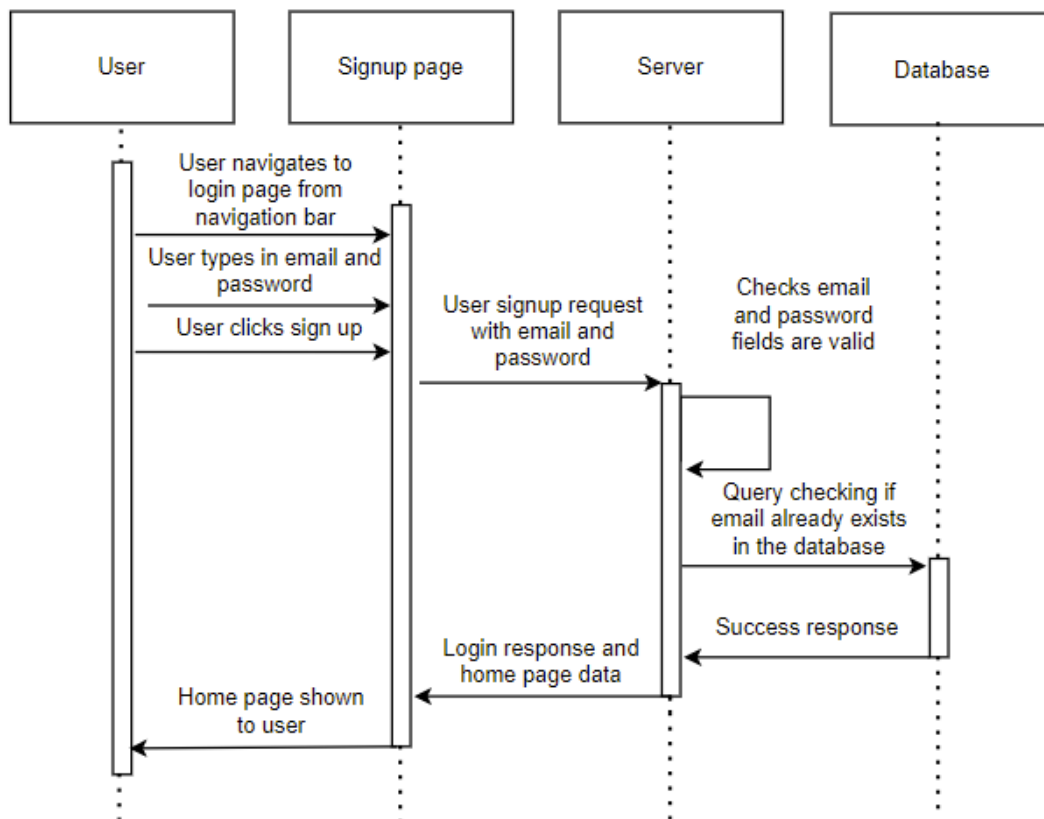 User
Signup page
Server
Database
User navigates to
login page from
navigation bar
User types in email and
password
User clicks sign up
User signup request
with email and
password
Checks email
and password
fields are valid
Query checking if
email already exists
in the database
Success response
Login response and
home page data
Home page shown
to user